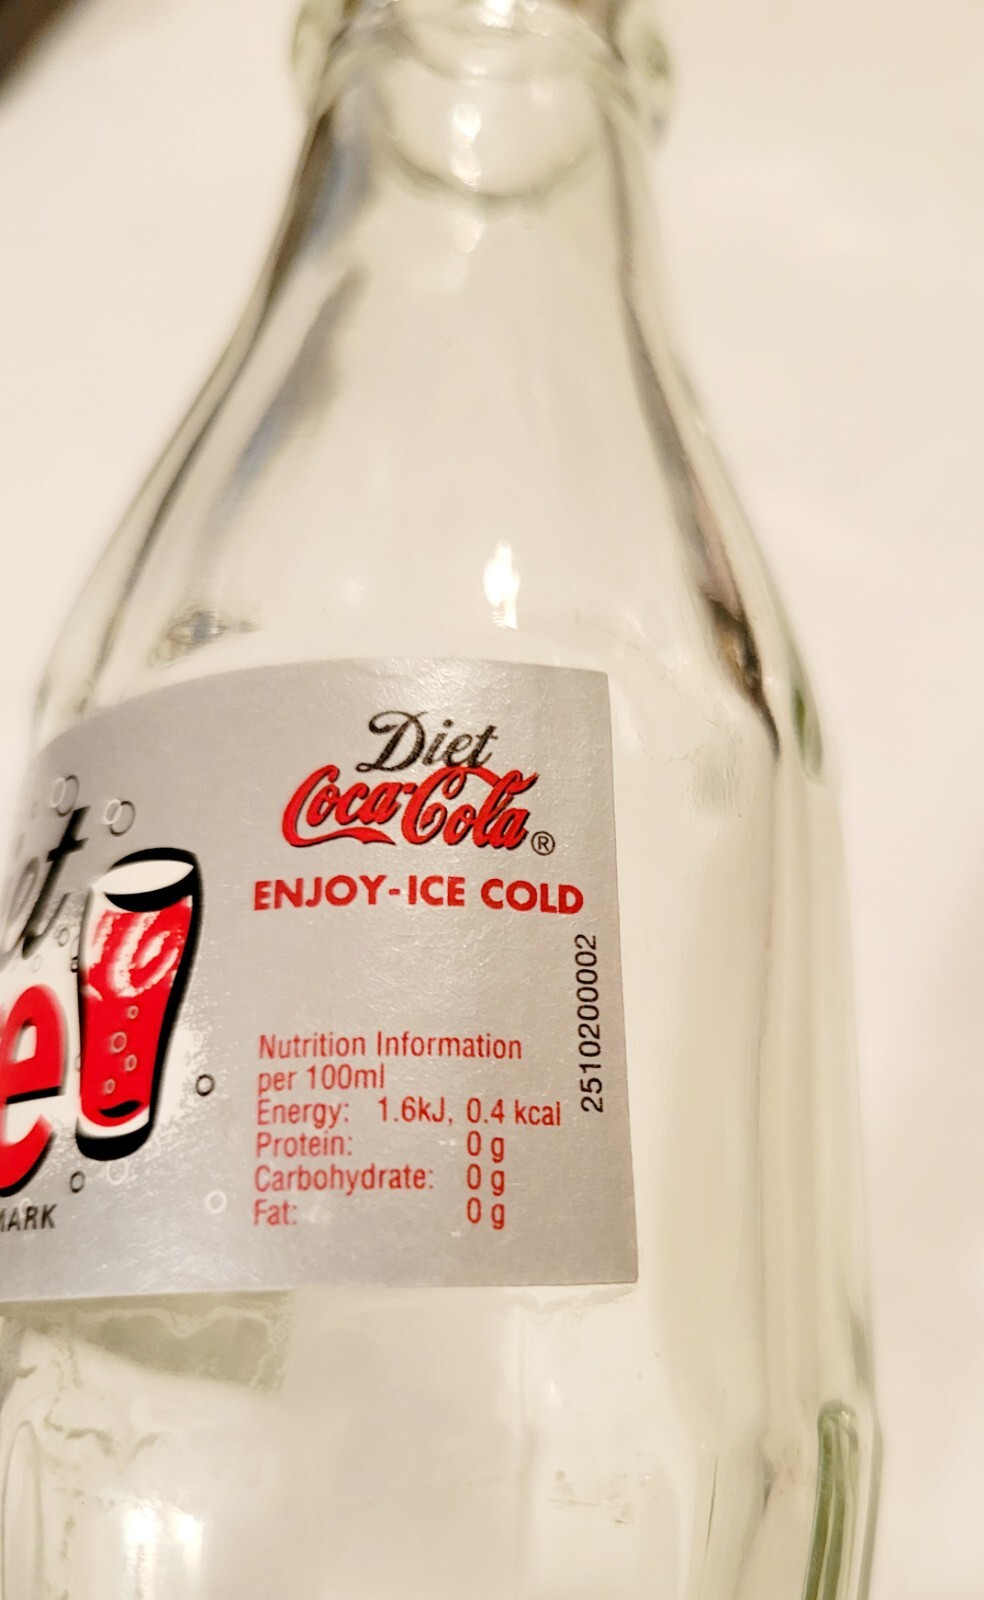 Diet
Coca-Cola®
ENJOY-ICE COLD
2510200002
Nutrition Information
per 100ml
Energy: 1.6kJ, 0.4 kcal
Protein: 0 g
Carbohydrate: 0 g
Fat: 0 g